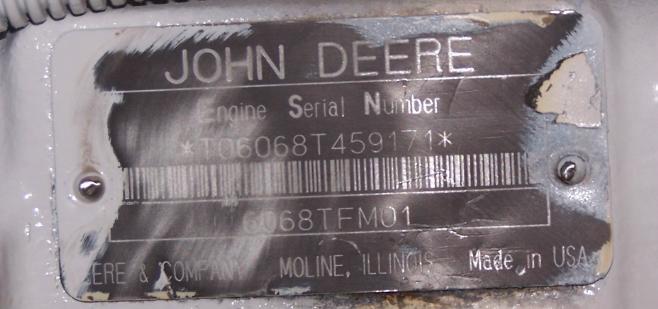 JOHN DEERE
Engine Serial Number
*T06068T459171*
6068TFM01
DEERE & COMPANY MOLINE, ILLINOIS Made in USA